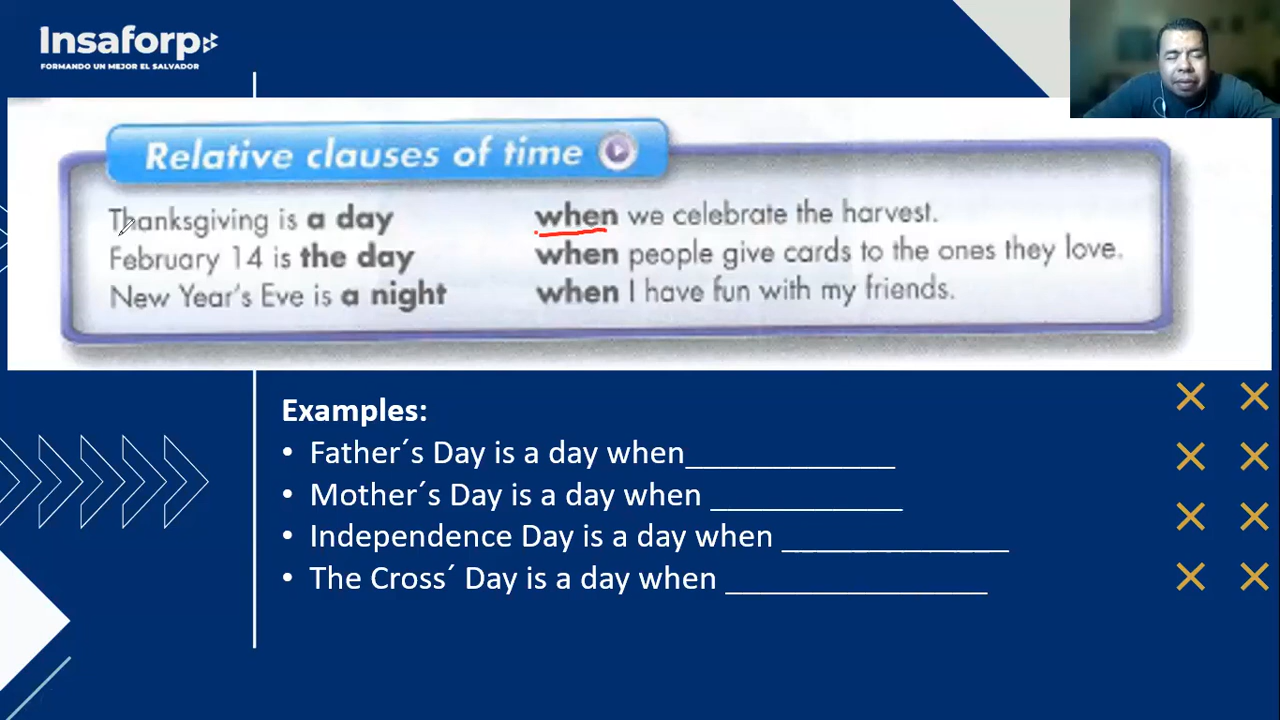 Insaforp
FORMANDO UN MEJOR EL SALVADOR
Relative clauses of time
Thanksgiving is a day when we celebrate the harvest.
February 14 is the day when people give cards to the ones they love.
New Year's Eve is a night when I have fun with my friends.
Examples:
• Father´s Day is a day when_____________
• Mother´s Day is a day when ____________
• Independence Day is a day when ______________
• The Cross´ Day is a day when ________________